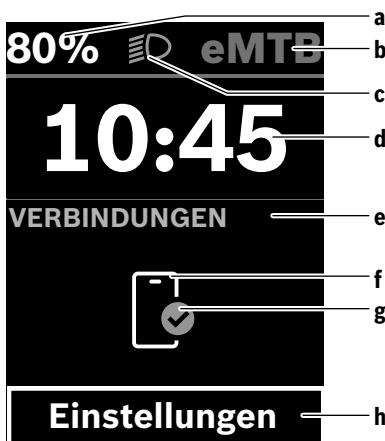 80% eMTB
10:45
VERBINDUNGEN
Einstellungen
a
b
c
d
e
f
g
h